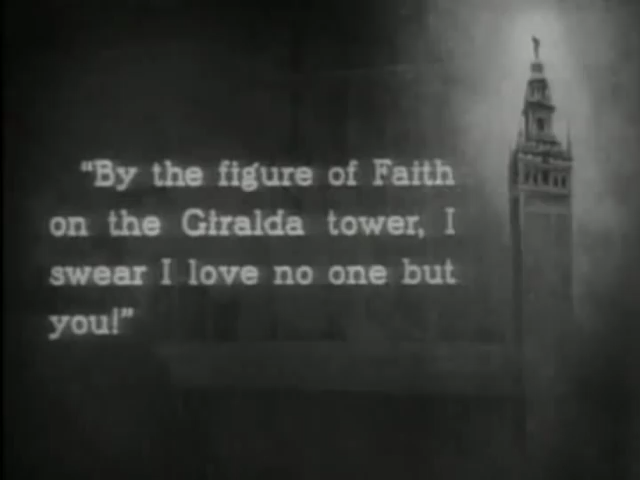 “By the figure of Faith
on the Giralda tower, I
swear I love no one but
you!”